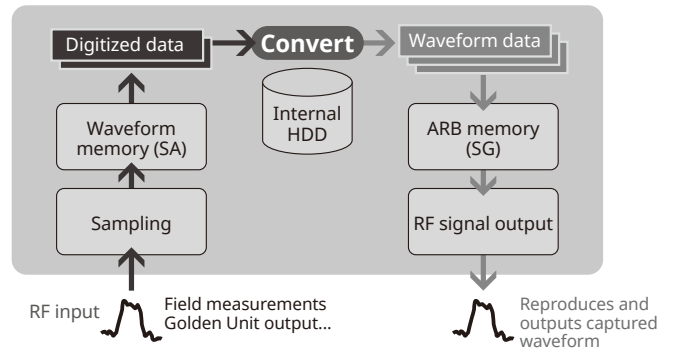 Digitized data
Convert
Waveform data
Internal
HDD
Waveform
memory (SA)
ARB memory
(SG)
Sampling
RF signal output
RF input
Field measurements
Golden Unit output...
Reproduces and
outputs captured
waveform